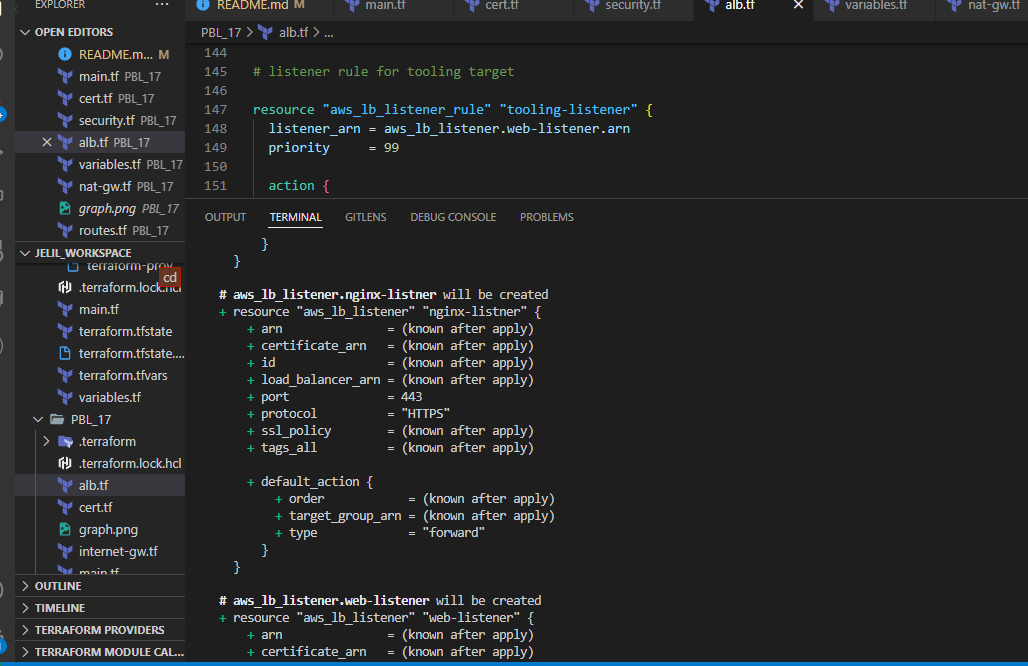 EXPLORER ...
README.md M
main.tf
cert.tf
security.tf
alb.tf
variables.tf
nat-gw.tf
OPEN EDITORS
README.m... M
main.tf PBL_17
cert.tf PBL_17
security.tf PBL_17
alb.tf PBL_17
variables.tf PBL_17
nat-gw.tf PBL_17
graph.png PBL_17
routes.tf PBL_17
JELIL_WORKSPACE
terraform-prov
cd
.terraform.lock.hcl
main.tf
terraform.tfstate
terraform.tfstate....
terraform.tfvars
variables.tf
PBL_17
.terraform
.terraform.lock.hcl
alb.tf
cert.tf
graph.png
internet-gw.tf
main.tf
OUTLINE
TIMELINE
TERRAFORM PROVIDERS
TERRAFORM MODULE CAL...
PBL_17 > alb.tf > ...
144
145 # listener rule for tooling target
146
147 resource "aws_lb_listener_rule" "tooling-listener" {
148 listener_arn = aws_lb_listener.web-listener.arn
149 priority = 99
150
151 action {
OUTPUT TERMINAL GITLENS DEBUG CONSOLE PROBLEMS
}
}
# aws_lb_listener.nginx-listner will be created
+ resource "aws_lb_listener" "nginx-listner" {
+ arn = (known after apply)
+ certificate_arn = (known after apply)
+ id = (known after apply)
+ load_balancer_arn = (known after apply)
+ port = 443
+ protocol = "HTTPS"
+ ssl_policy = (known after apply)
+ tags_all = (known after apply)
+ default_action {
+ order = (known after apply)
+ target_group_arn = (known after apply)
+ type = "forward"
}
}
# aws_lb_listener.web-listener will be created
+ resource "aws_lb_listener" "web-listener" {
+ arn = (known after apply)
+ certificate_arn = (known after apply)